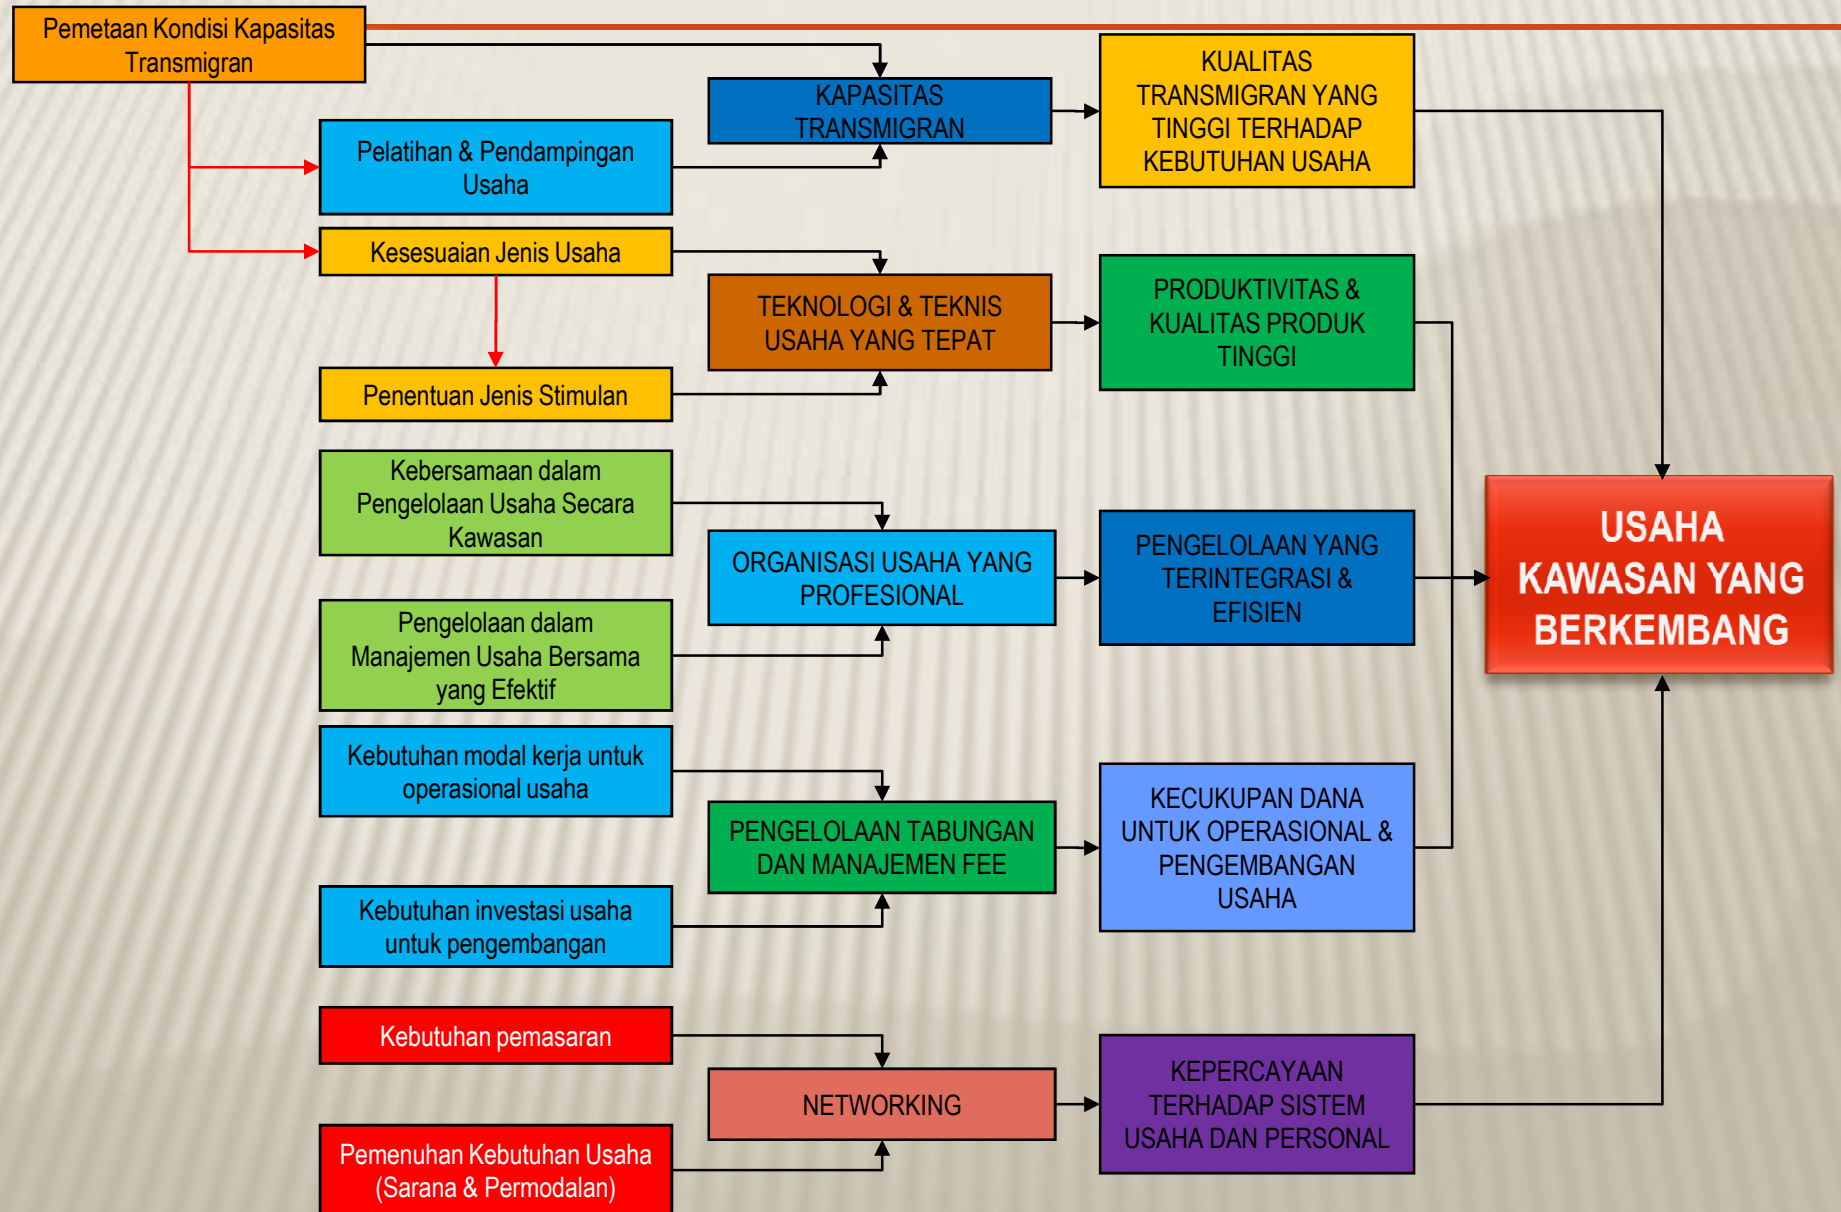 Pemetaan Kondisi Kapasitas
Transmigran
Pelatihan & Pendampingan
Usaha
Kesesuaian Jenis Usaha
Penentuan Jenis Stimulan
Kebersamaan dalam
Pengelolaan Usaha Secara
Kawasan
Pengelolaan dalam
Manajemen Usaha Bersama
yang Efektif
Kebutuhan modal kerja untuk
operasional usaha
Kebutuhan investasi usaha
untuk pengembangan
Kebutuhan pemasaran
Pemenuhan Kebutuhan Usaha
(Sarana & Permodalan)
KAPASITAS
TRANSMIGRAN
TEKNOLOGI & TEKNIS
USAHA YANG TEPAT
ORGANISASI USAHA YANG
PROFESIONAL
PENGELOLAAN TABUNGAN
DAN MANAJEMEN FEE
NETWORKING
KUALITAS
TRANSMIGRAN YANG
TINGGI TERHADAP
KEBUTUHAN USAHA
PRODUKTIVITAS &
KUALITAS PRODUK
TINGGI
PENGELOLAAN YANG
TERINTEGRASI &
EFISIEN
KECUKUPAN DANA
UNTUK OPERASIONAL &
PENGEMBANGAN
USAHA
KEPERCAYAAN
TERHADAP SISTEM
USAHA DAN PERSONAL
USAHA
KAWASAN YANG
BERKEMBANG